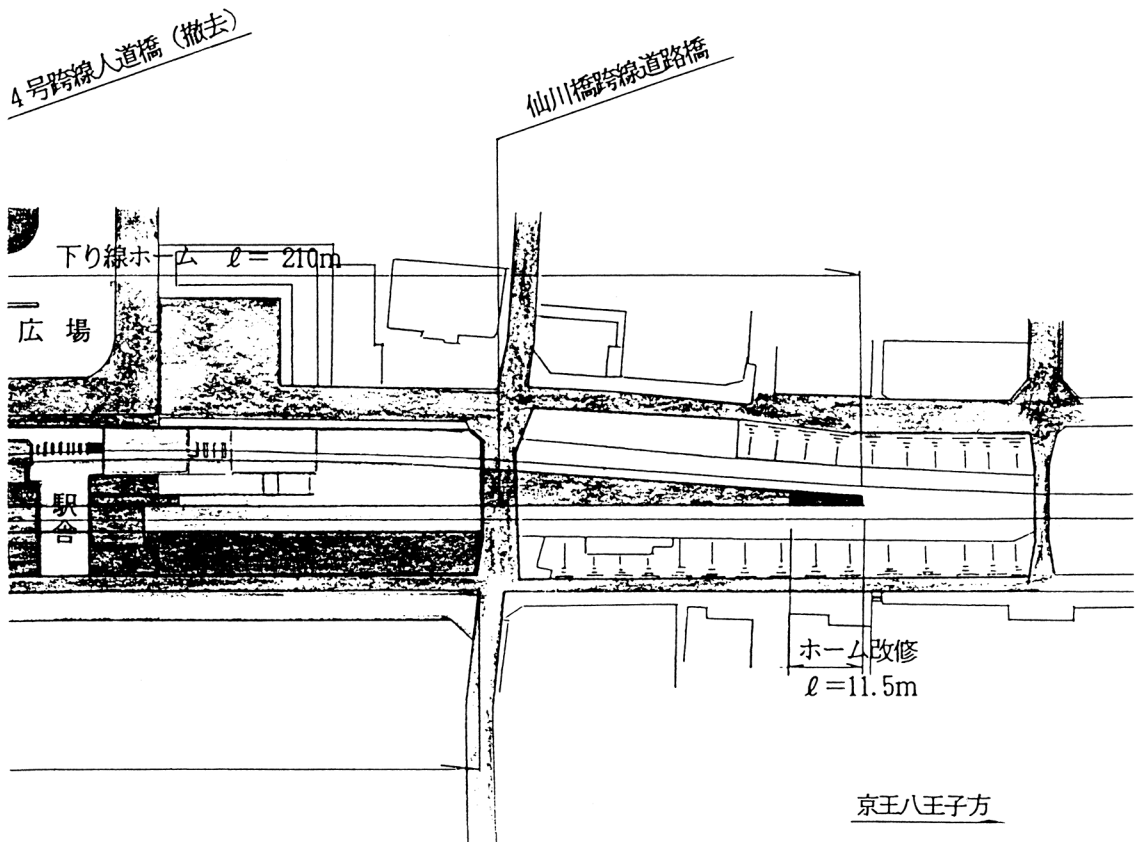 4号跨線人道橋（撤去）
仙川橋跨線道路橋
下り線ホーム ℓ＝ 210m
広 場
駅舎
ホーム改修
ℓ＝11.5m
京王八王子方